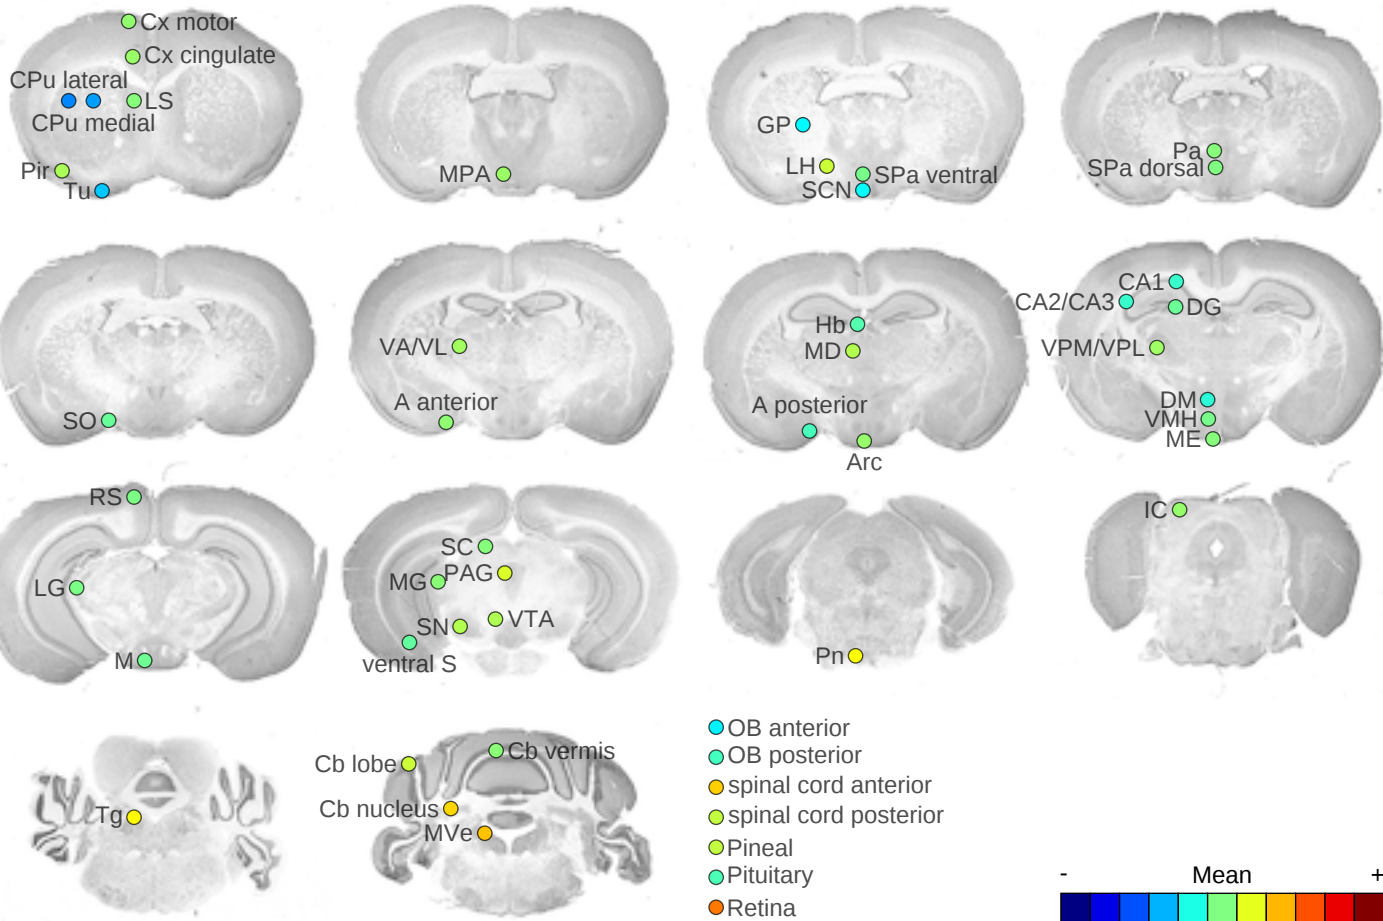 Cx motor
Cx cingulate
CPu lateral
LS
CPu medial
Pir
Tu
MPA
GP
LH
SPa ventral
SCN
Pa
SPa dorsal
SO
VA/VL
A anterior
Hb
MD
A posterior
Arc
CA1
CA2/CA3
DG
VPM/VPL
DM
VMH
ME
RS
LG
M
SC
MG
PAG
SN
VTA
ventral S
Pn
IC
Tg
Cb lobe
Cb vermis
Cb nucleus
MVe
OB anterior
OB posterior
spinal cord anterior
spinal cord posterior
Pineal
Pituitary
Retina
- Mean +